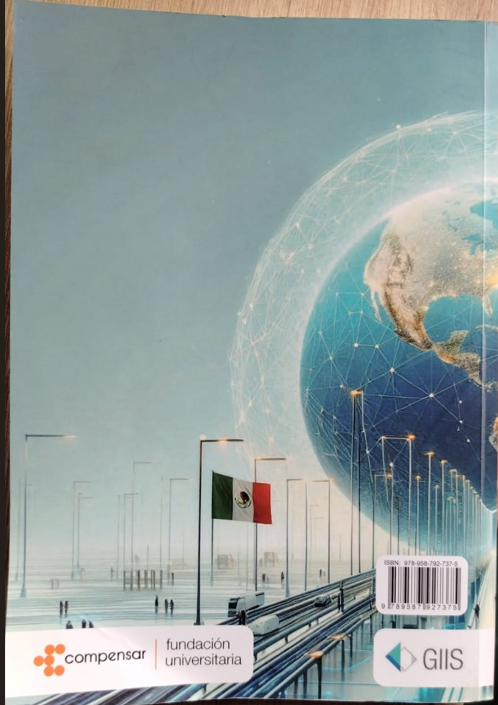 ISBN: 978-958-792-737-5
9 789587 927375
compensar
fundación
universitaria
GIIS